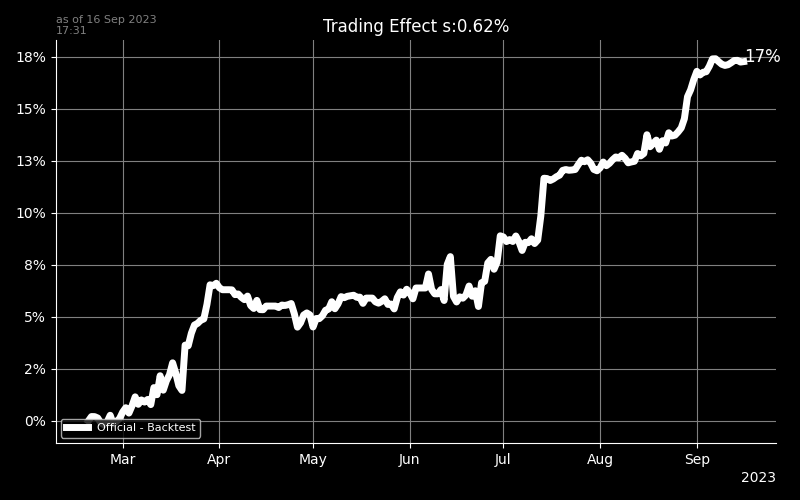 as of 16 Sep 2023
17:31
Trading Effect s:0.62%
18%
17%
15%
13%
10%
8%
5%
2%
0%
Official - Backtest
Mar Apr May Jun Jul Aug Sep
2023